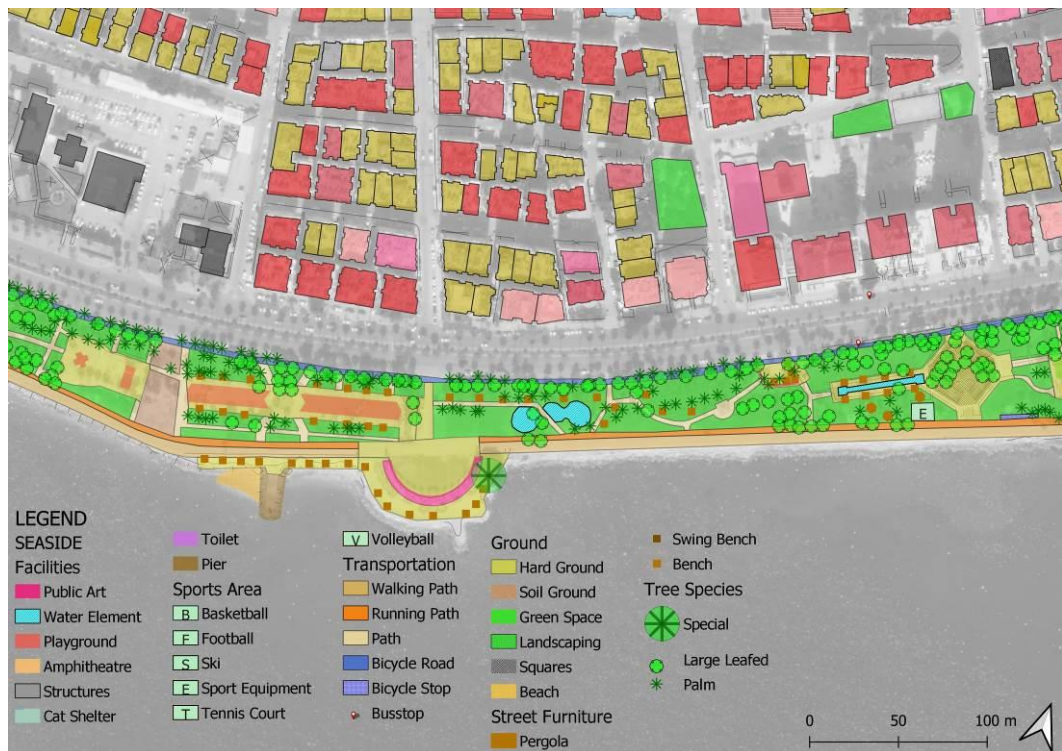 E
LEGEND
SEASIDE
Facilities
Public Art
Water Element
Playground
Amphitheatre
Structures
Cat Shelter
Toilet
Pier
Sports Area
B Basketball
F Football
S Ski
E Sport Equipment
T Tennis Court
V Volleyball
Transportation
Walking Path
Running Path
Path
Bicycle Road
Bicycle Stop
Busstop
Ground
Hard Ground
Soil Ground
Green Space
Landscaping
Squares
Beach
Street Furniture
Pergola
Swing Bench
Bench
Tree Species
Special
Large Leafed
Palm
0 50 100 m